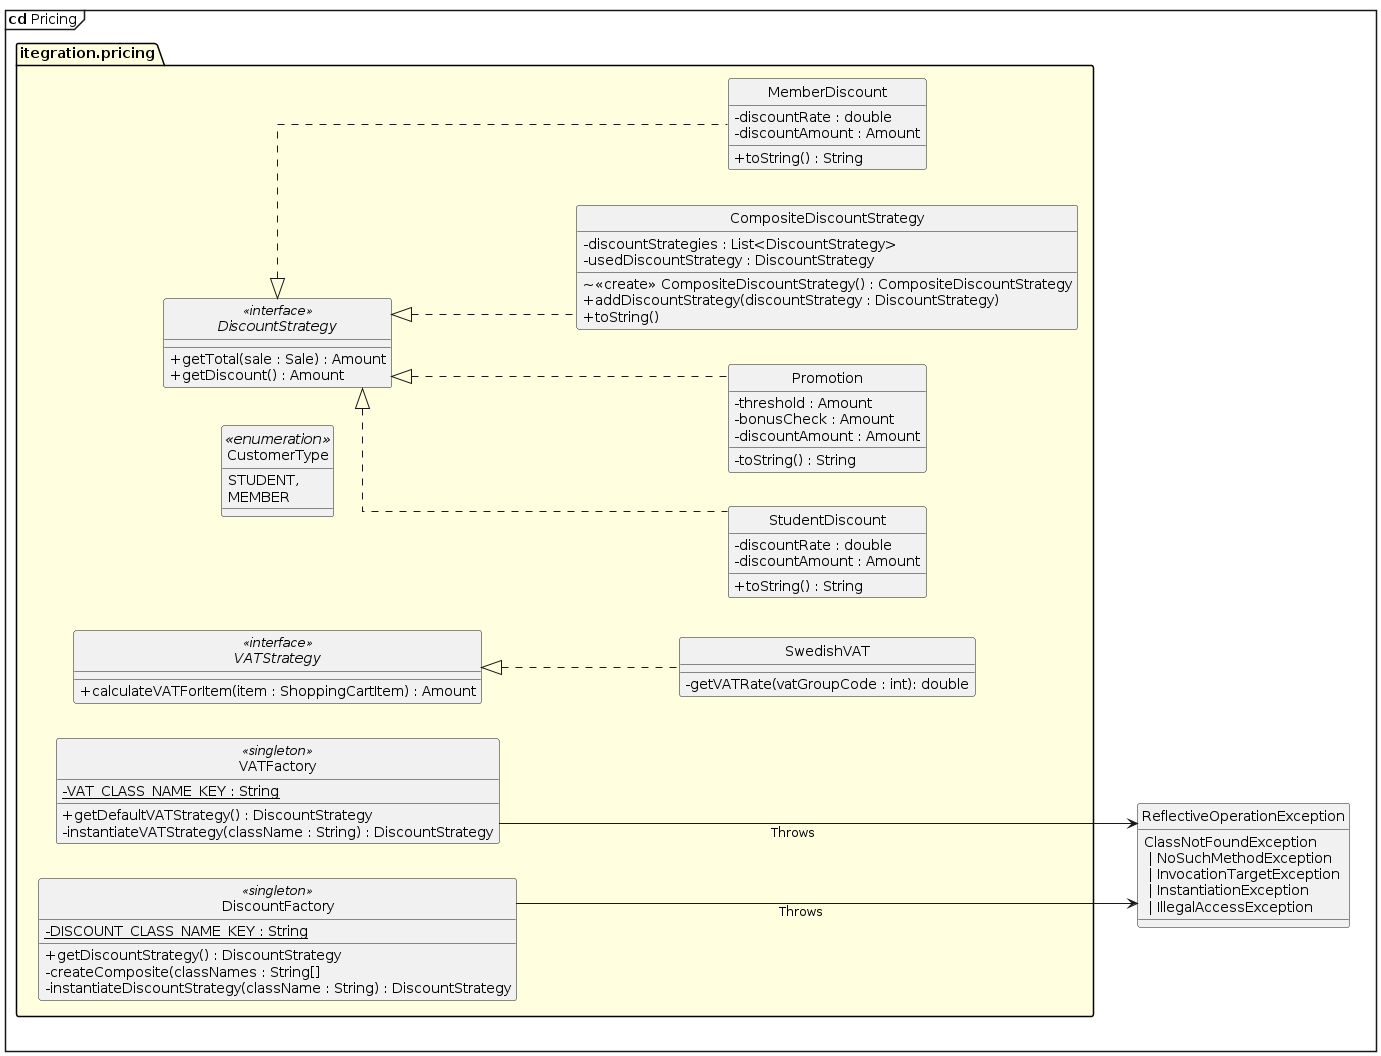 cd Pricing
itegration.pricing
MemberDiscount
-discountRate : double
-discountAmount : Amount
+toString() : String
CompositeDiscountStrategy
-discountStrategies : List<DiscountStrategy>
-usedDiscountStrategy : DiscountStrategy
~«create» CompositeDiscountStrategy() : CompositeDiscountStrategy
+addDiscountStrategy(discountStrategy : DiscountStrategy)
+toString()
«interface»
DiscountStrategy
+getTotal(sale : Sale) : Amount
+getDiscount() : Amount
Promotion
-threshold : Amount
-bonusCheck : Amount
-discountAmount : Amount
-toString() : String
«enumeration»
CustomerType
STUDENT,
MEMBER
StudentDiscount
-discountRate : double
-discountAmount : Amount
+toString() : String
«interface»
VATStrategy
+calculateVATForItem(item : ShoppingCartItem) : Amount
SwedishVAT
-getVATRate(vatGroupCode : int): double
«singleton»
VATFactory
-VAT_CLASS_NAME_KEY : String
+getDefaultVATStrategy() : DiscountStrategy
-instantiateVATStrategy(className : String) : DiscountStrategy
Throws
ReflectiveOperationException
ClassNotFoundException
| NoSuchMethodException
| InvocationTargetException
| InstantiationException
| IllegalAccessException
«singleton»
DiscountFactory
-DISCOUNT_CLASS_NAME_KEY : String
+getDiscountStrategy() : DiscountStrategy
-createComposite(classNames : String[]
-instantiateDiscountStrategy(className : String) : DiscountStrategy
Throws